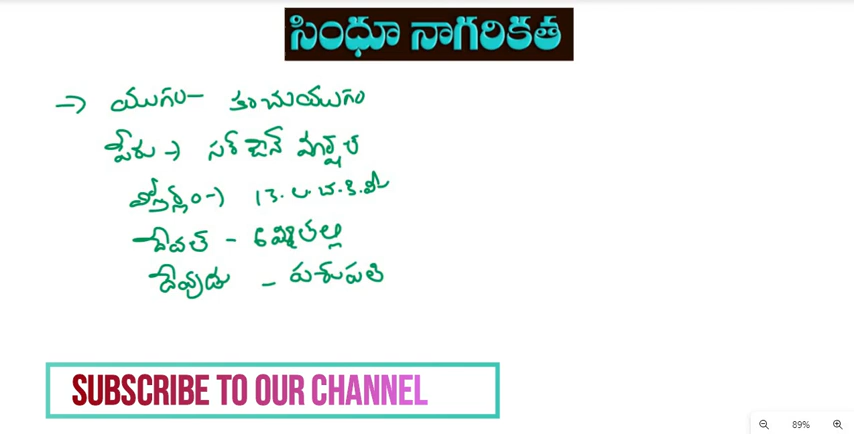 సింధూ నాగరికత
→ యుగం - కాంచుయుగం
పేరు → సర్ జాన్ మార్షల్
విస్తీర్ణం → 13. ల. చ. కి. మీ
దేవత - అమ్మతల్లి
దేవుడు - పశుపతి
SUBSCRIBE TO OUR CHANNEL
89%